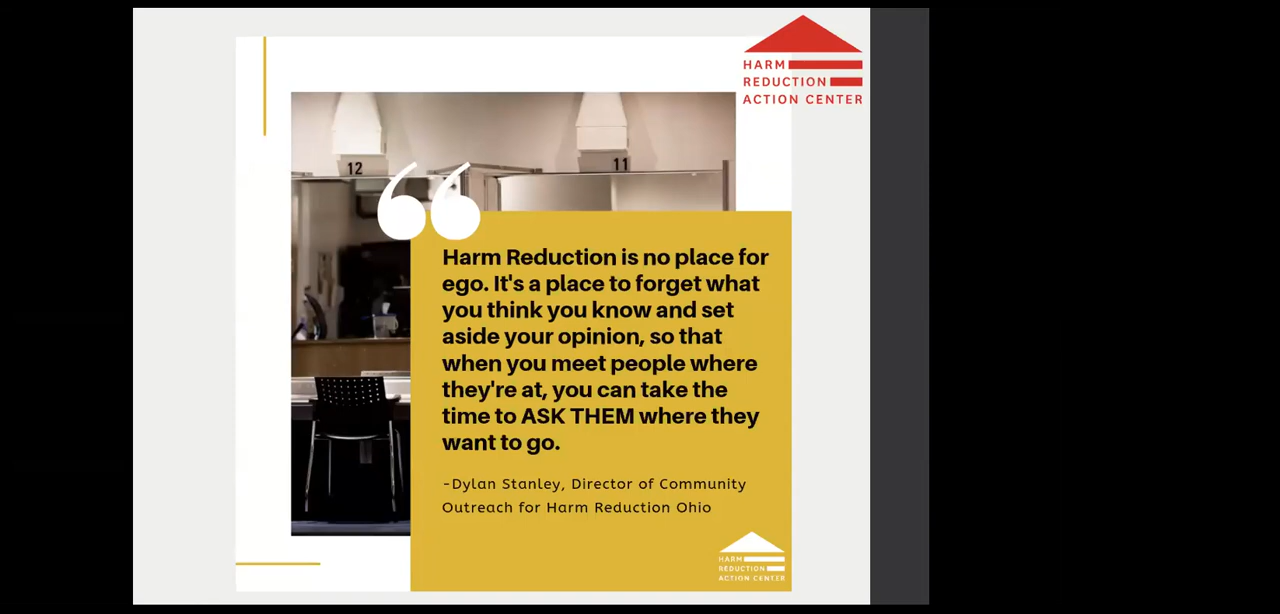 HARM
REDUCTION
ACTION CENTER
12
11
Harm Reduction is no place for
ego. It's a place to forget what
you think you know and set
aside your opinion, so that
when you meet people where
they're at, you can take the
time to ASK THEM where they
want to go.
-Dylan Stanley, Director of Community
Outreach for Harm Reduction Ohio
HARM
REDUCTION
ACTION CENTER